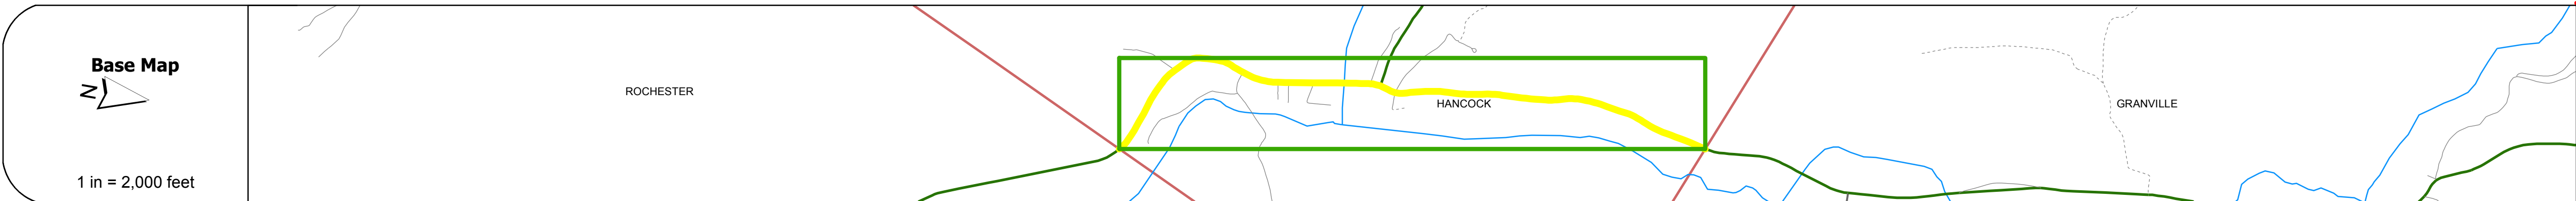 Base Map
N
1 in = 2,000 feet
ROCHESTER
HANCOCK
GRANVILLE